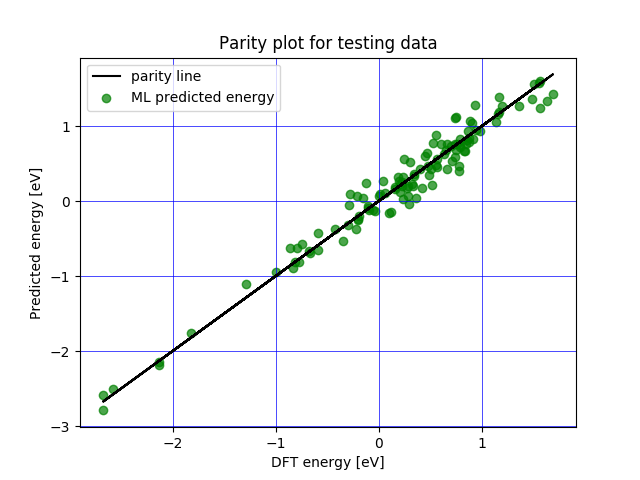 Parity plot for testing data
parity line
ML predicted energy
Predicted energy [eV]
1
0
−1
−2
−3
−2
−1
0
1
DFT energy [eV]